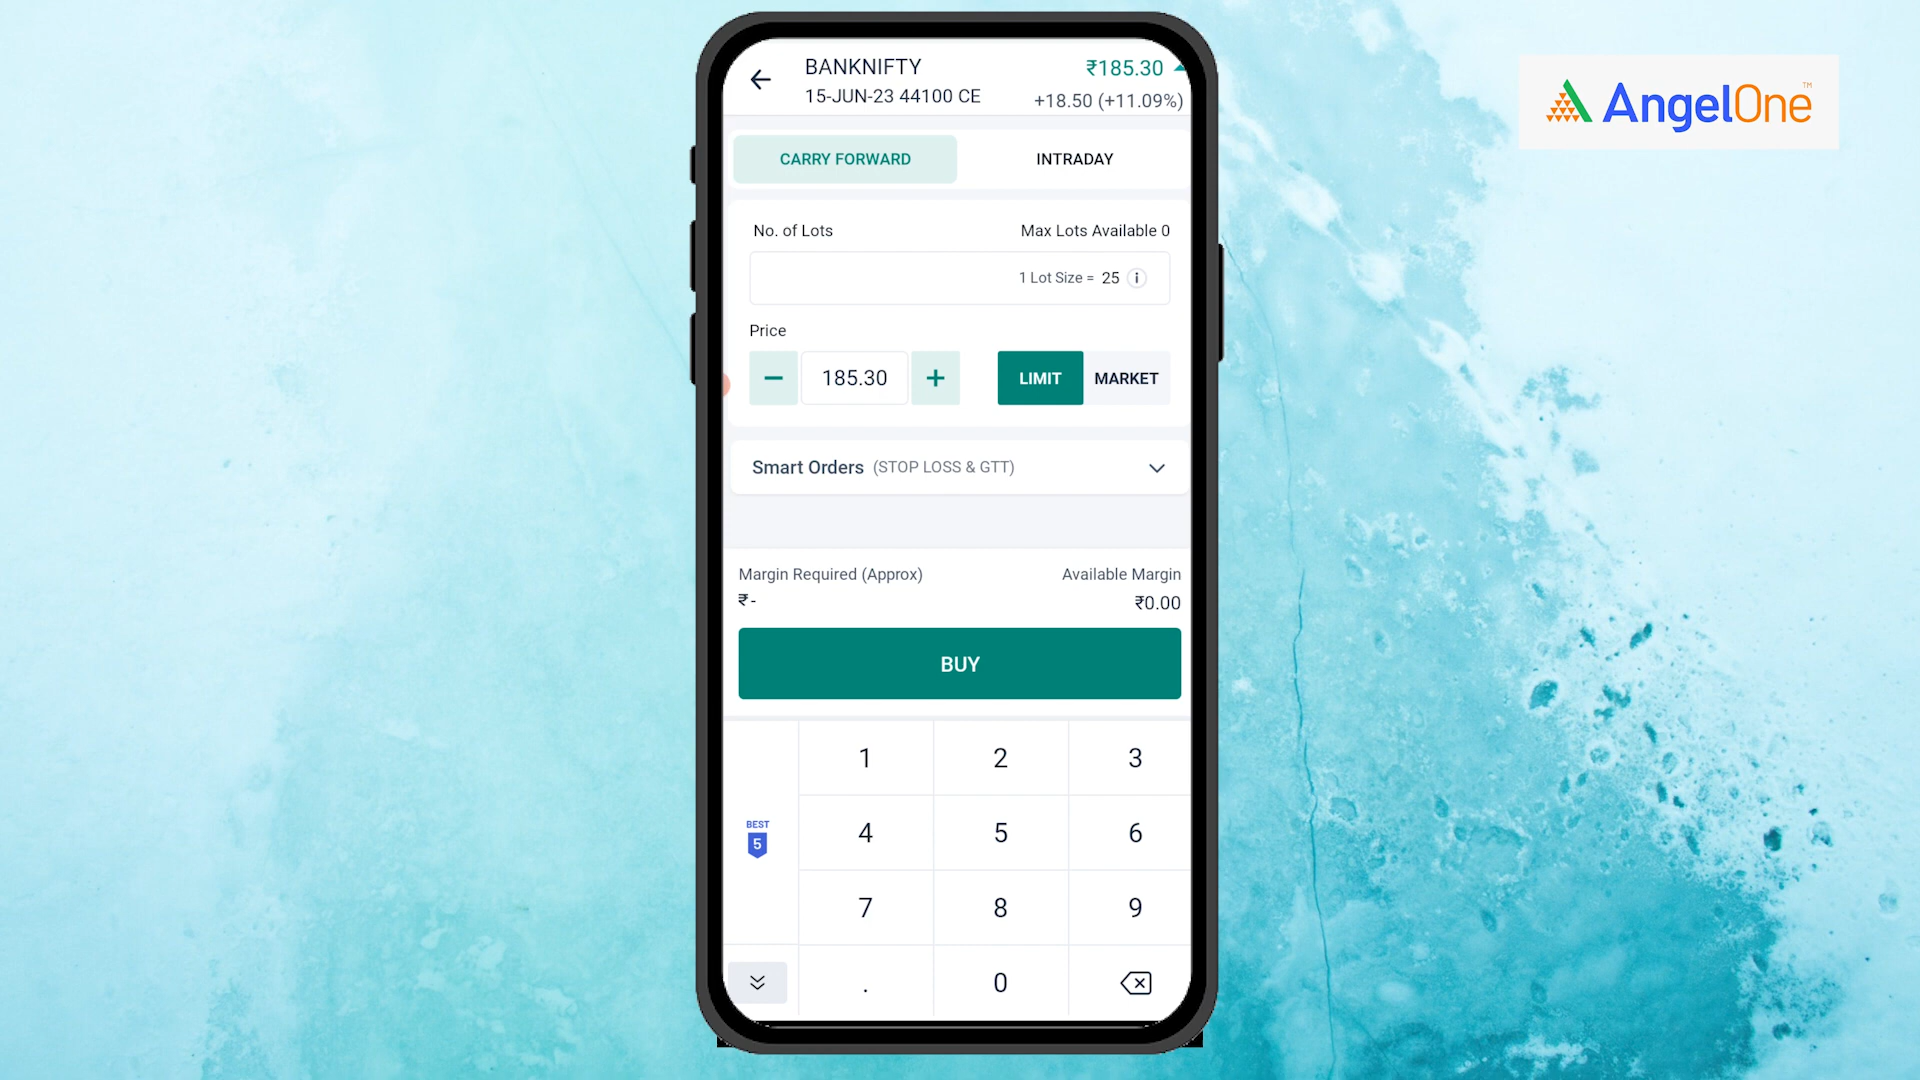 BANKNIFTY
₹185.30
15-JUN-23 44100 CE
+18.50 (+11.09%)
AngelOne™
CARRY FORWARD
INTRADAY
No. of Lots
Max Lots Available 0
1 Lot Size = 25 i
Price
− 185.30 +
LIMIT
MARKET
Smart Orders (STOP LOSS & GTT)
Margin Required (Approx)
Available Margin
₹-
₹0.00
BUY
1 2 3
BEST
5
4 5 6
7 8 9
. 0